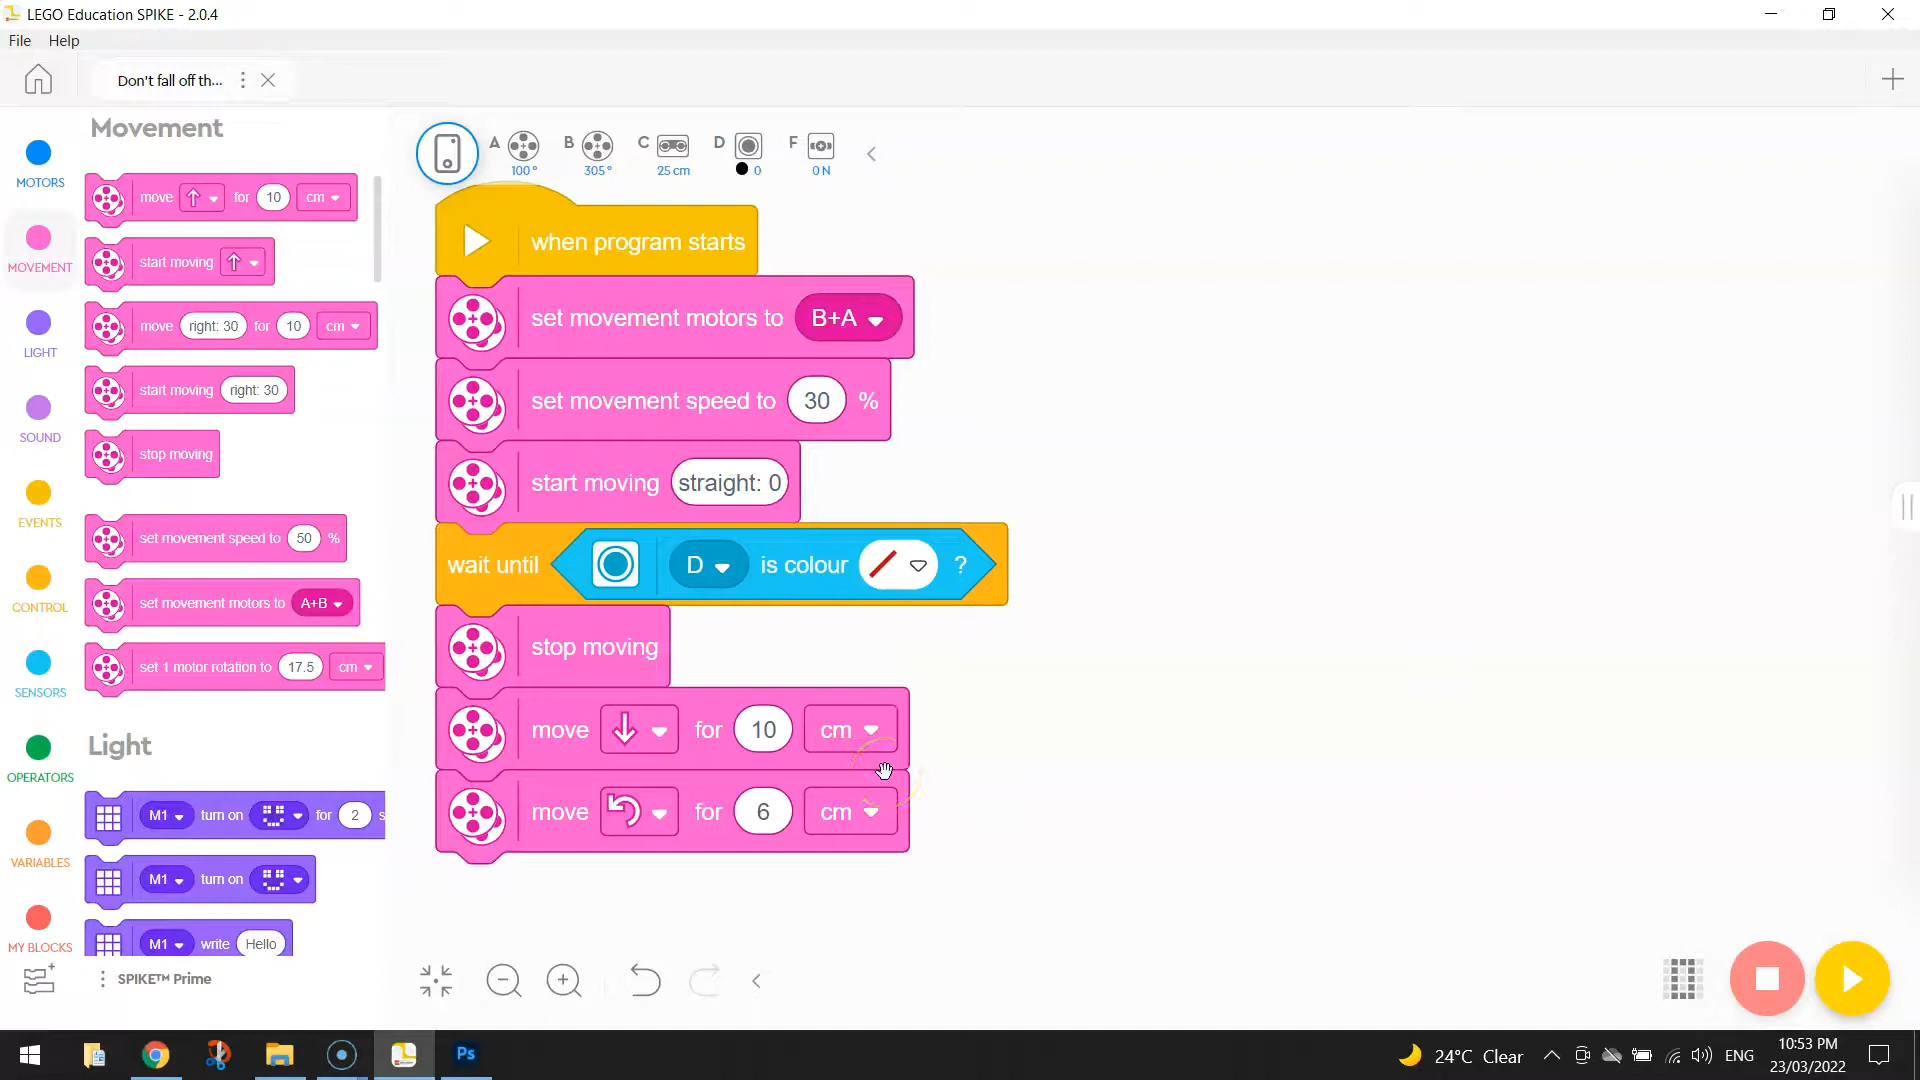 LEGO Education SPIKE - 2.0.4
File Help
Don't fall off th...
MOTORS
MOVEMENT
LIGHT
SOUND
EVENTS
CONTROL
SENSORS
OPERATORS
VARIABLES
MY BLOCKS
Movement
move for 10 cm
start moving
move right: 30 for 10 cm
start moving right: 30
stop moving
set movement speed to 50 %
set movement motors to A+B
set 1 motor rotation to 17.5 cm
Light
M1 turn on for 2 s
M1 turn on
M1 write Hello
SPIKE™ Prime
A B C D F
100° 305° 25 cm 0 0 N
when program starts
set movement motors to B+A
set movement speed to 30 %
start moving straight: 0
wait until D is colour ?
stop moving
move for 10 cm
move for 6 cm
Ps
24°C Clear
ENG
10:53 PM
23/03/2022